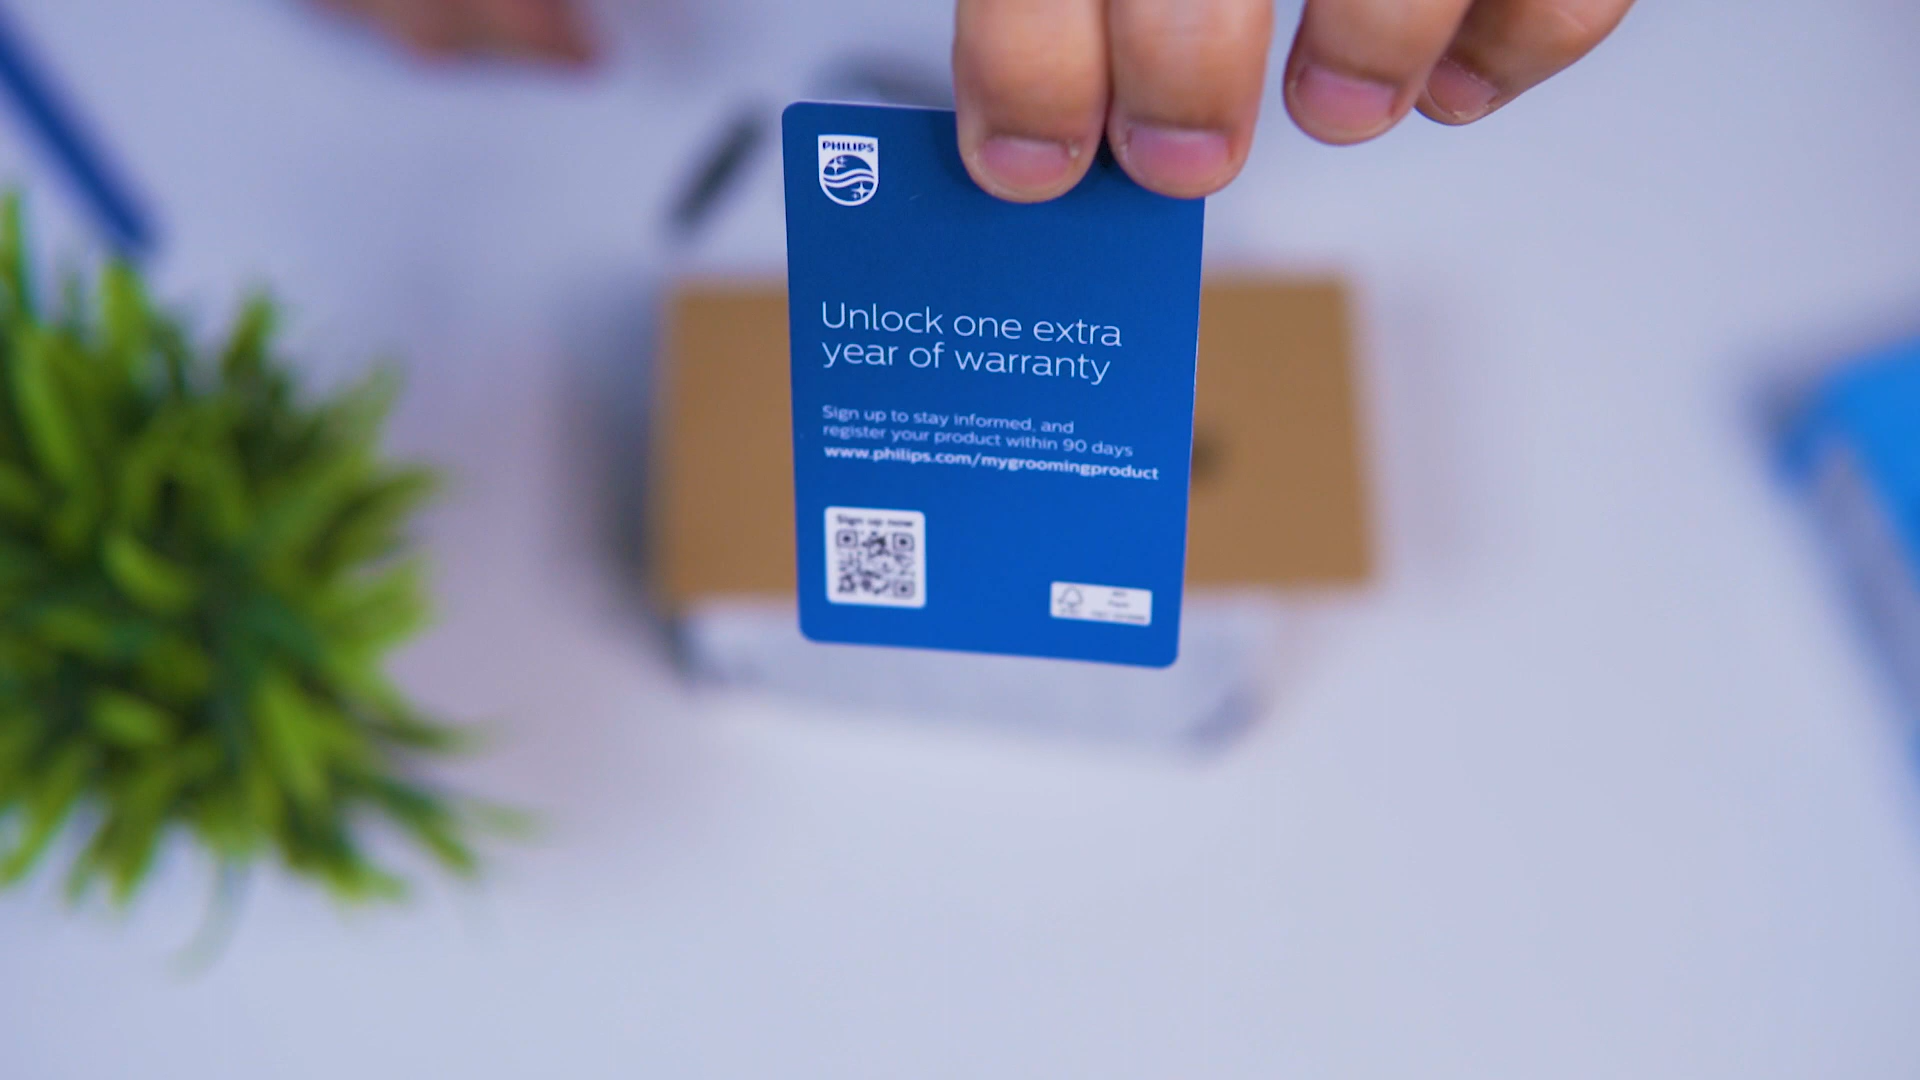 PHILIPS
Unlock one extra
year of warranty
Sign up to stay informed, and
register your product within 90 days
www.philips.com/mygroomingproduct
Sign up now